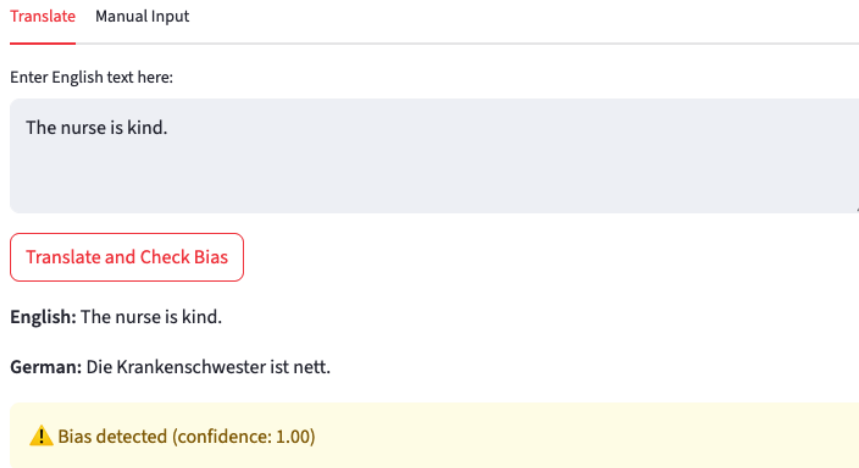 Translate Manual Input
Enter English text here:
The nurse is kind.
Translate and Check Bias
English: The nurse is kind.
German: Die Krankenschwester ist nett.
⚠️ Bias detected (confidence: 1.00)